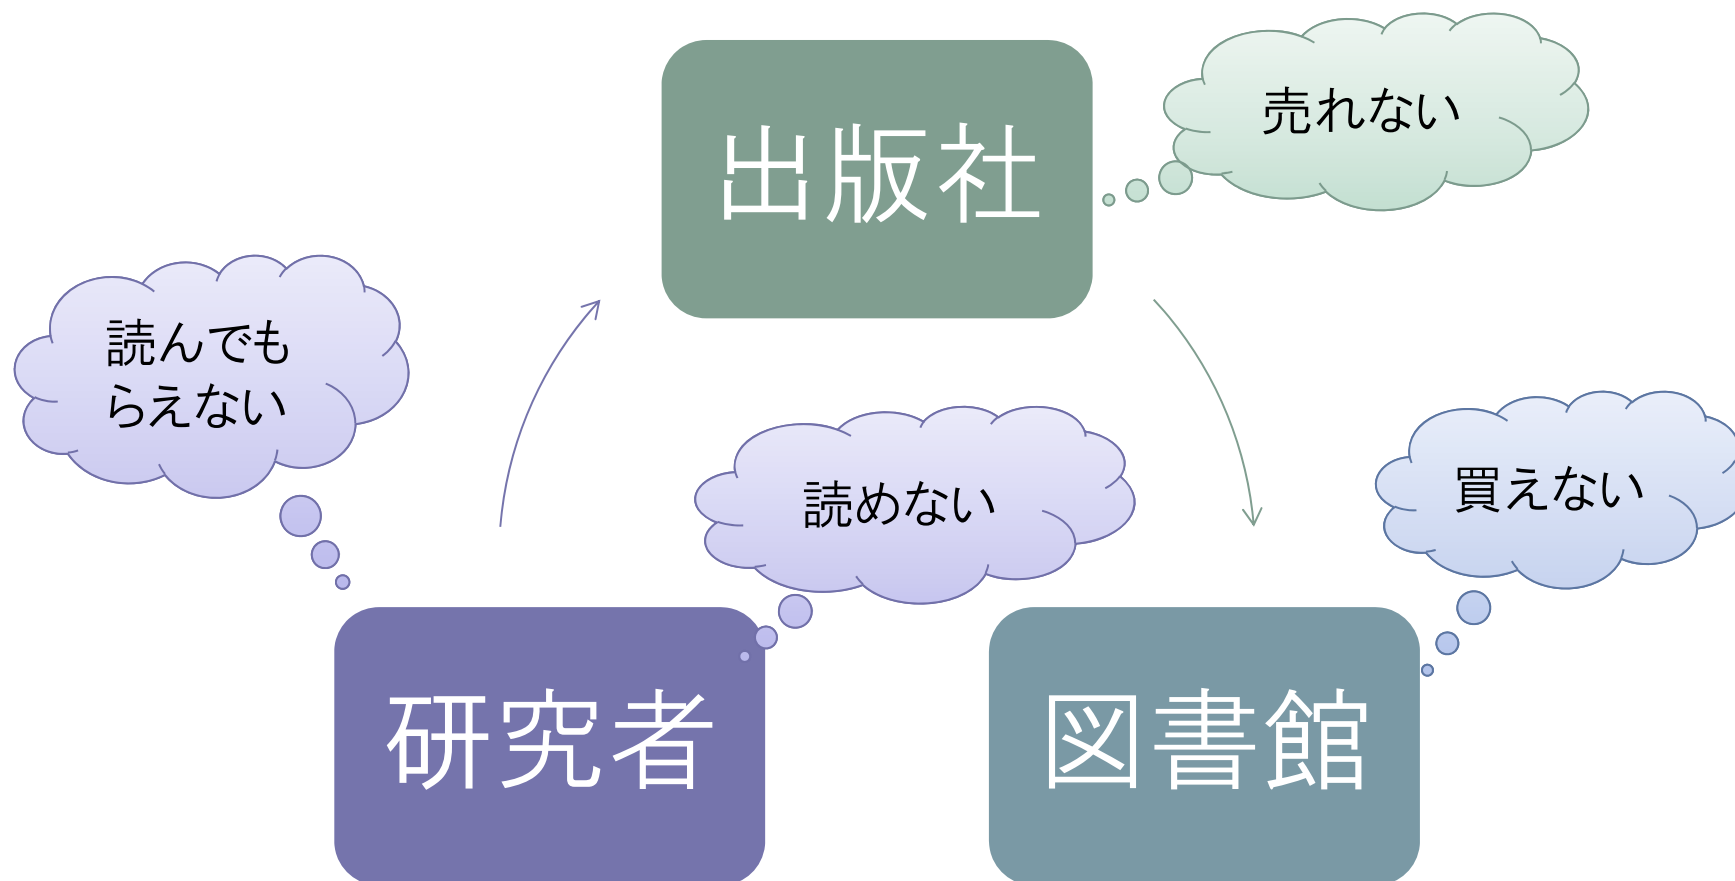 出版社
売れない
読んでも
らえない
読めない
買えない
研究者
図書館